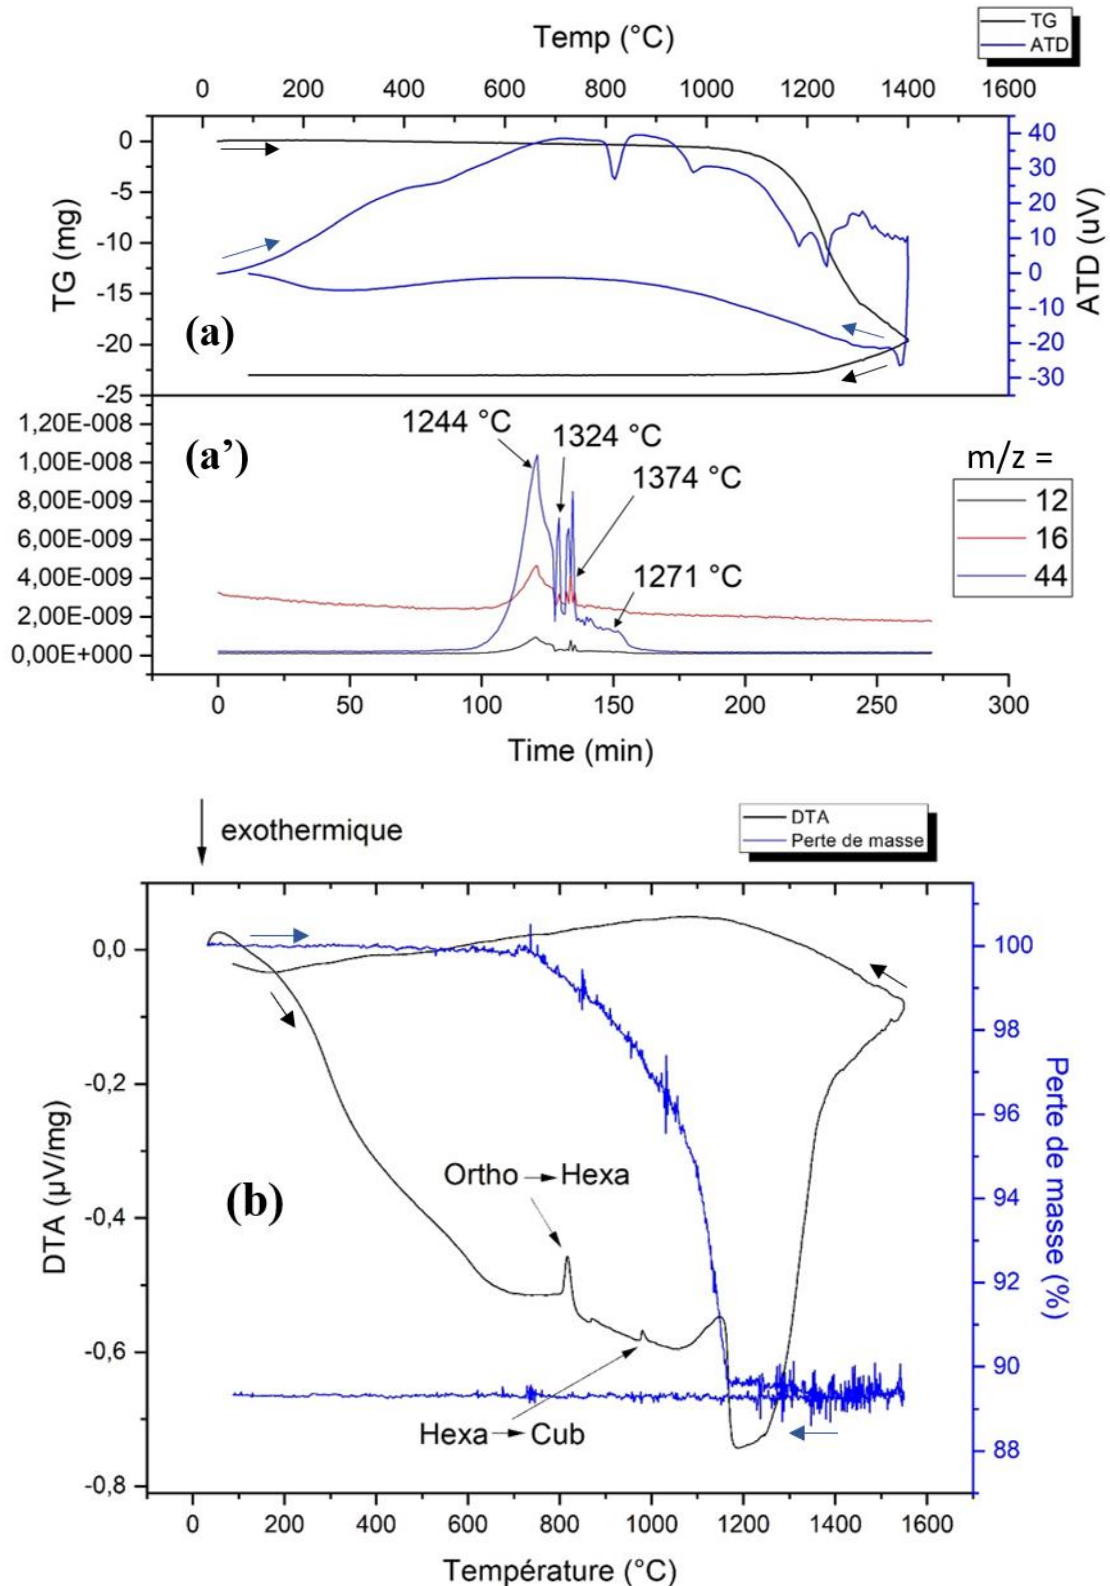 TG
ATD
Temp (°C)
0 200 400 600 800 1000 1200 1400 1600
0
-5
-10
-15
-20
-25
TG (mg)
40
30
20
10
0
-10
-20
-30
ATD (uV)
(a)
1,20E-008
1,00E-008
8,00E-009
6,00E-009
4,00E-009
2,00E-009
0,00E+000
(a’)
1244 °C
1324 °C
1374 °C
1271 °C
m/z =
12
16
44
0 50 100 150 200 250 300
Time (min)
exothermique
DTA
Perte de masse
0,0
-0,2
-0,4
-0,6
-0,8
DTA (µV/mg)
100
98
96
94
92
90
88
Perte de masse (%)
Ortho Hexa
(b)
Hexa Cub
0 200 400 600 800 1000 1200 1400 1600
Température (°C)